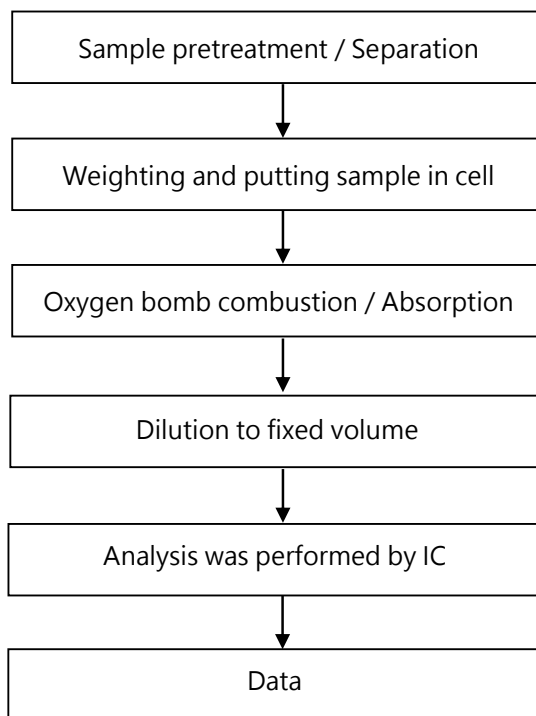 Sample pretreatment / Separation
Weighting and putting sample in cell
Oxygen bomb combustion / Absorption
Dilution to fixed volume
Analysis was performed by IC
Data